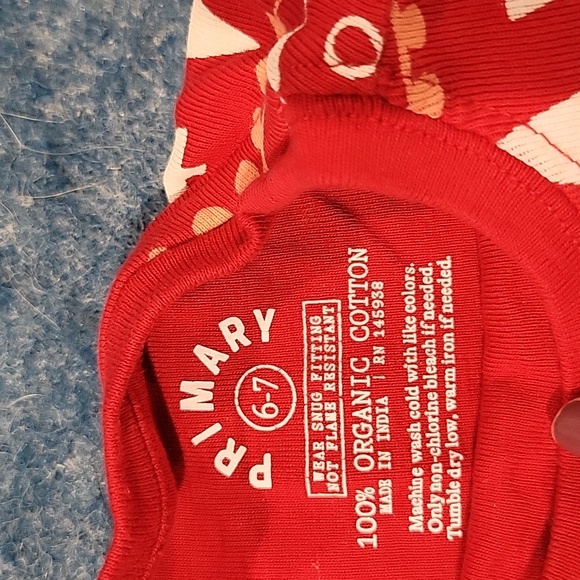 PRIMARY
6-7
WEAR SNUG FITTING
NOT FLAME RESISTANT
100% ORGANIC COTTON
MADE IN INDIA | RN 145938
Machine wash cold with like colors.
Only non-chlorine bleach if needed.
Tumble dry low, warm iron if needed.